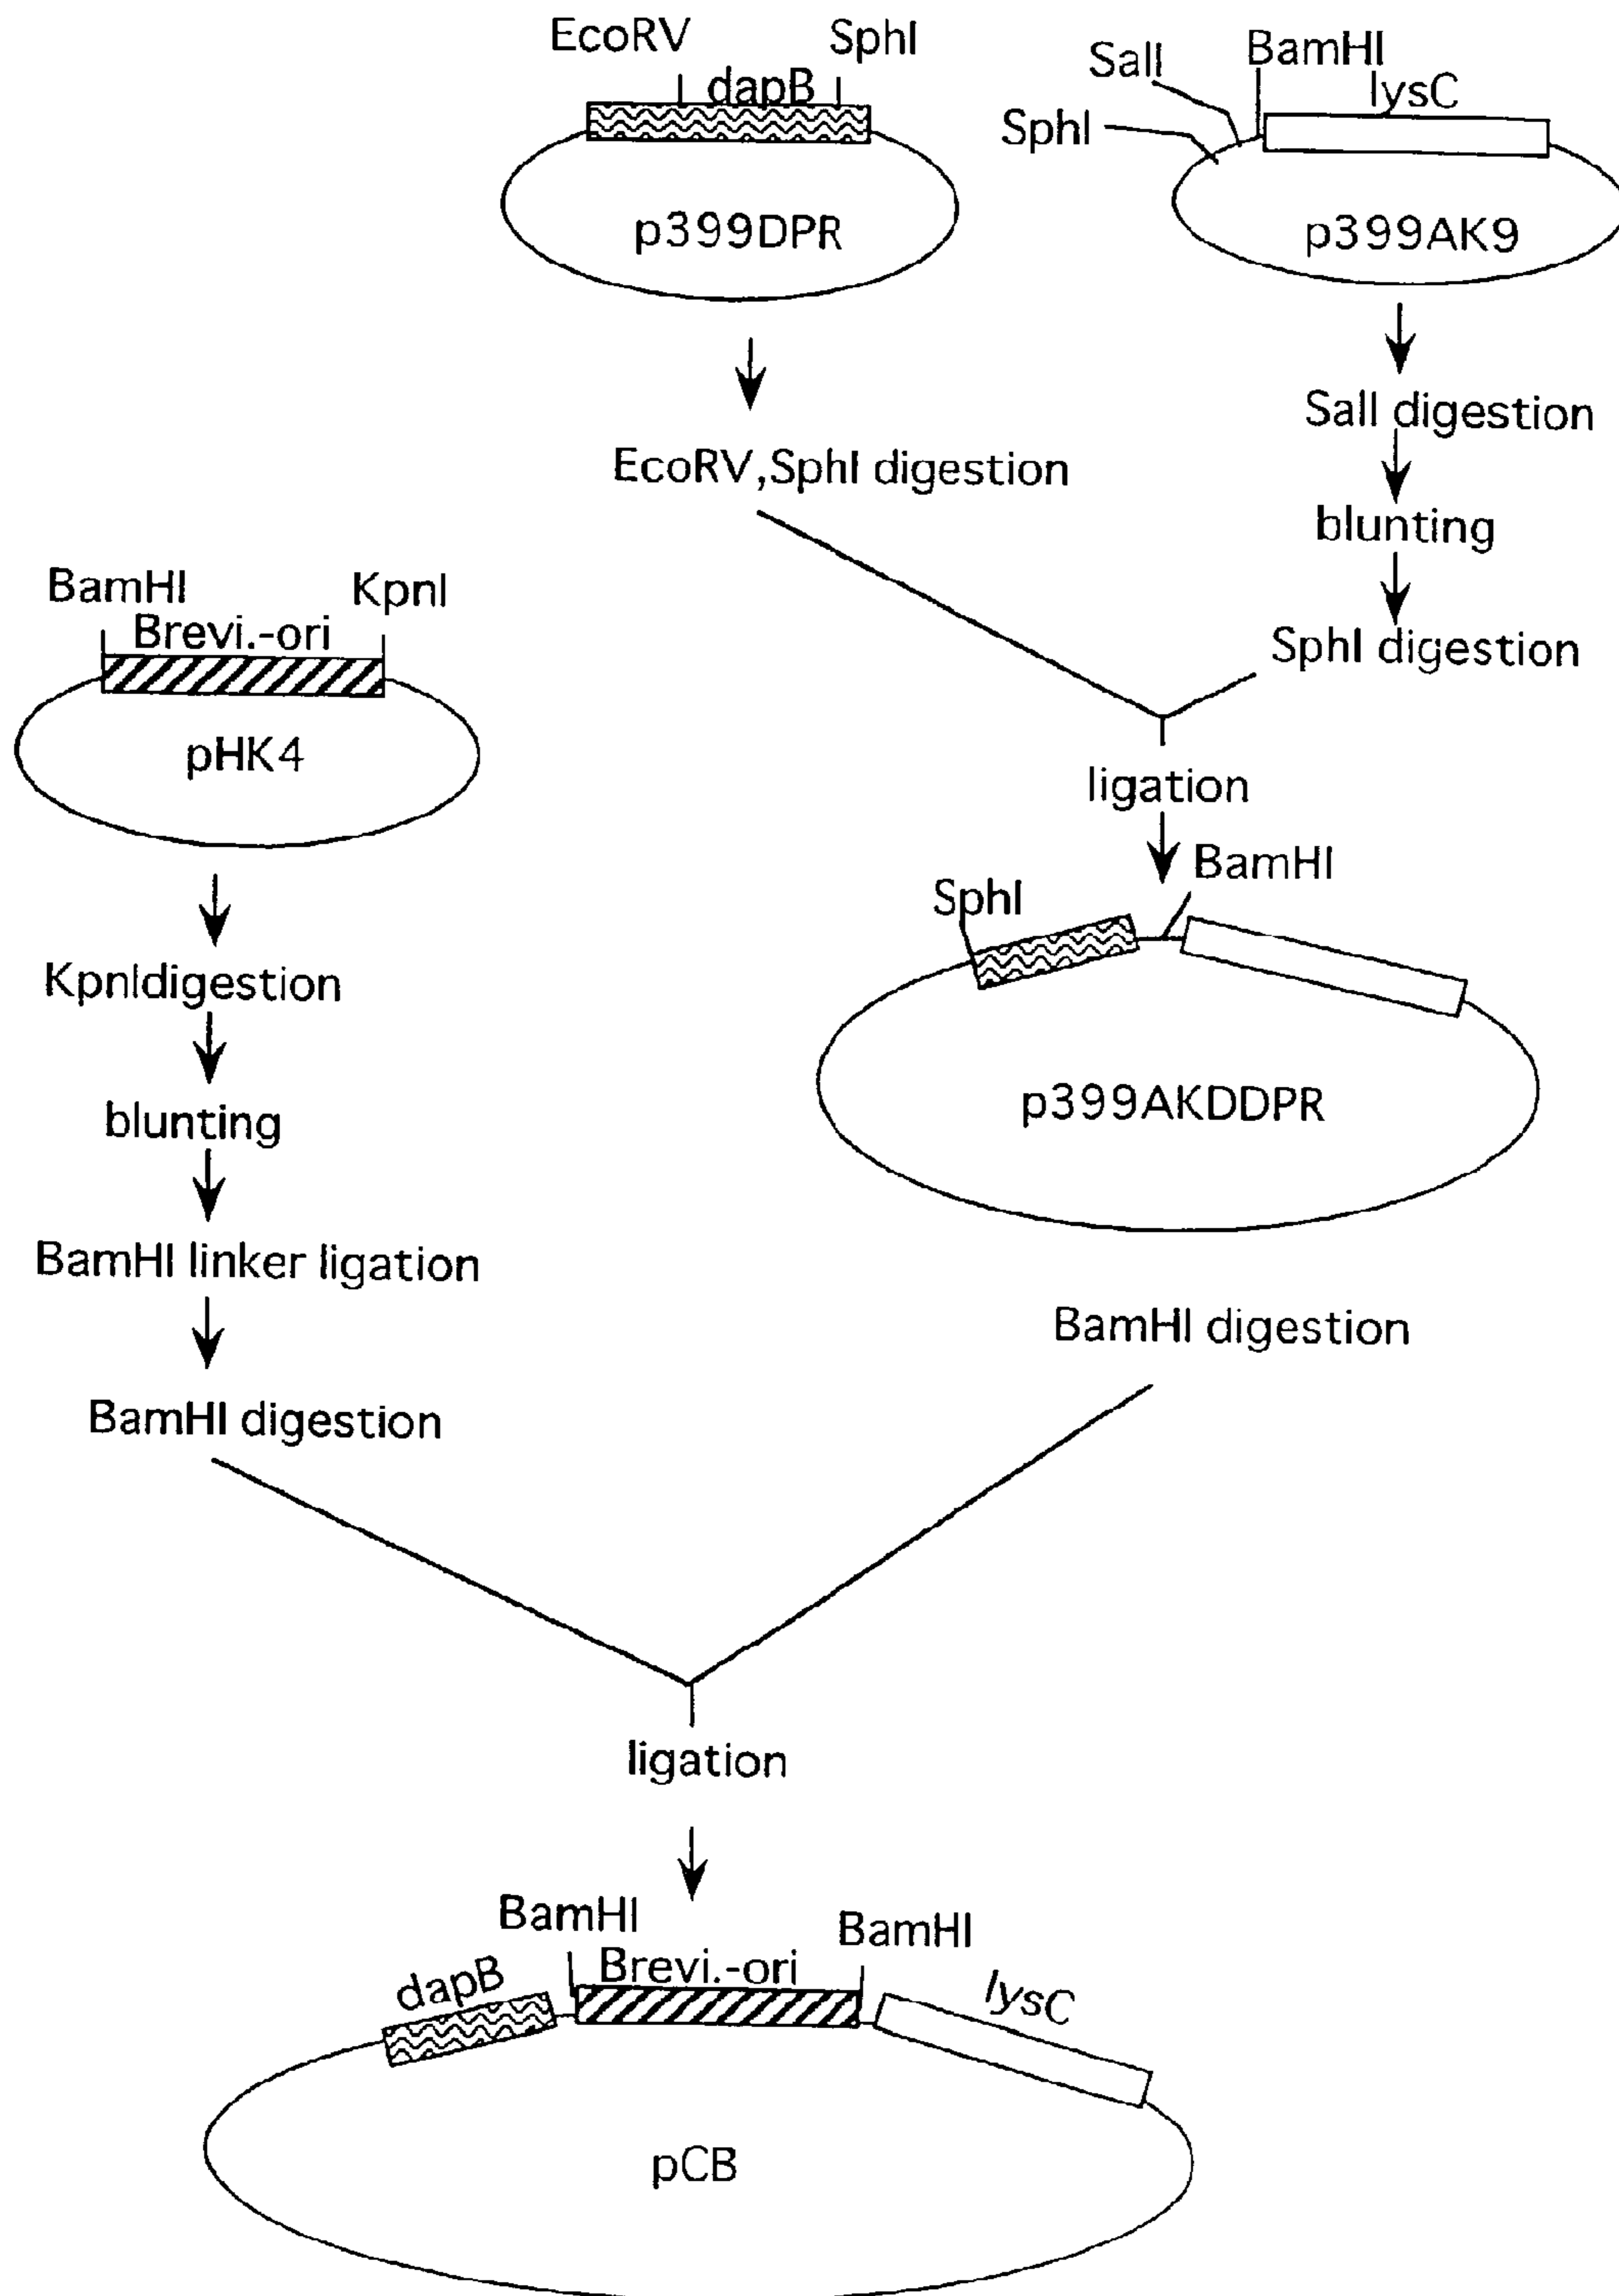 EcoRV
SphI
dapB
p399DPR
EcoRV,SphI digestion
SalI
BamHI
lysC
SphI
p399AK9
SalI digestion
blunting
SphI digestion
ligation
BamHI
KpnI
Brevi.-ori
pHK4
KpnIdigestion
blunting
BamHI linker ligation
BamHI digestion
SphI
BamHI
p399AKDDPR
BamHI digestion
ligation
BamHI
BamHI
dapB
Brevi.-ori
lysC
pCB